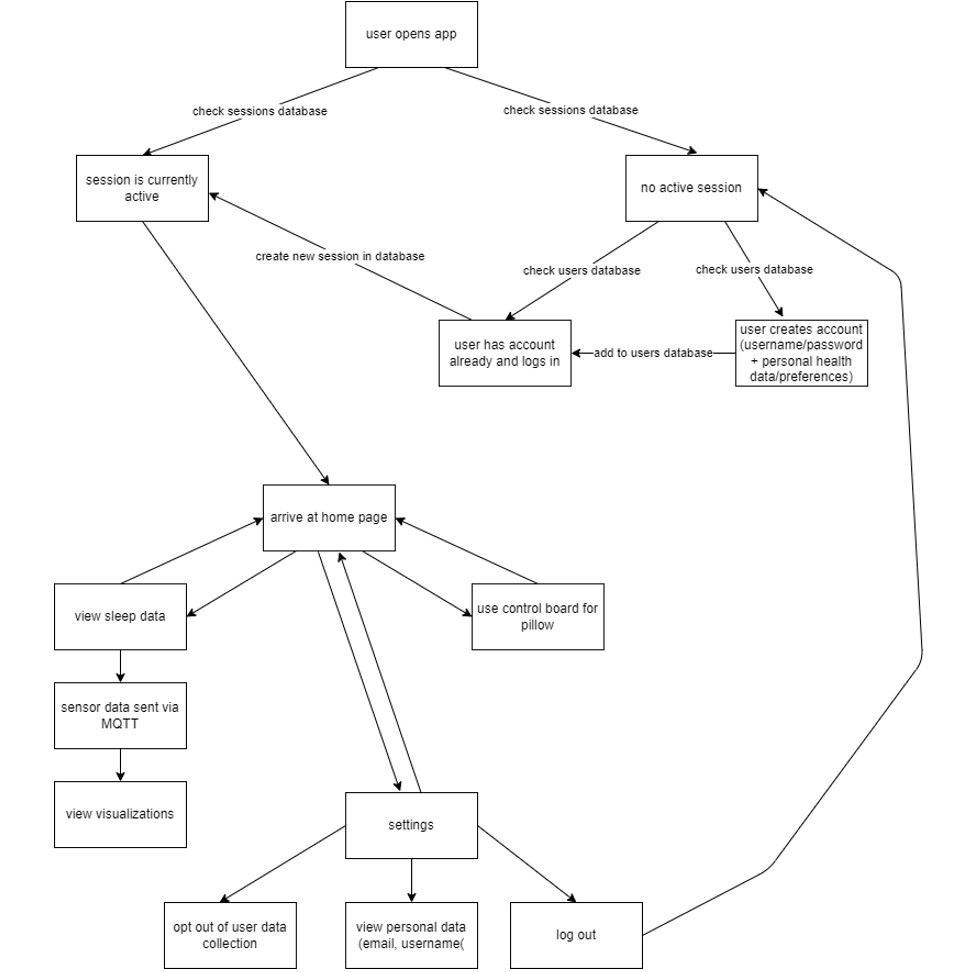 user opens app
check sessions database
check sessions database
session is currently
active
no active session
create new session in database
check users database
check users database
user has account
already and logs in
add to users database
user creates account
(username/password
+ personal health
data/preferences)
arrive at home page
view sleep data
use control board for
pillow
sensor data sent via
MQTT
view visualizations
settings
opt out of user data
collection
view personal data
(email, username(
log out